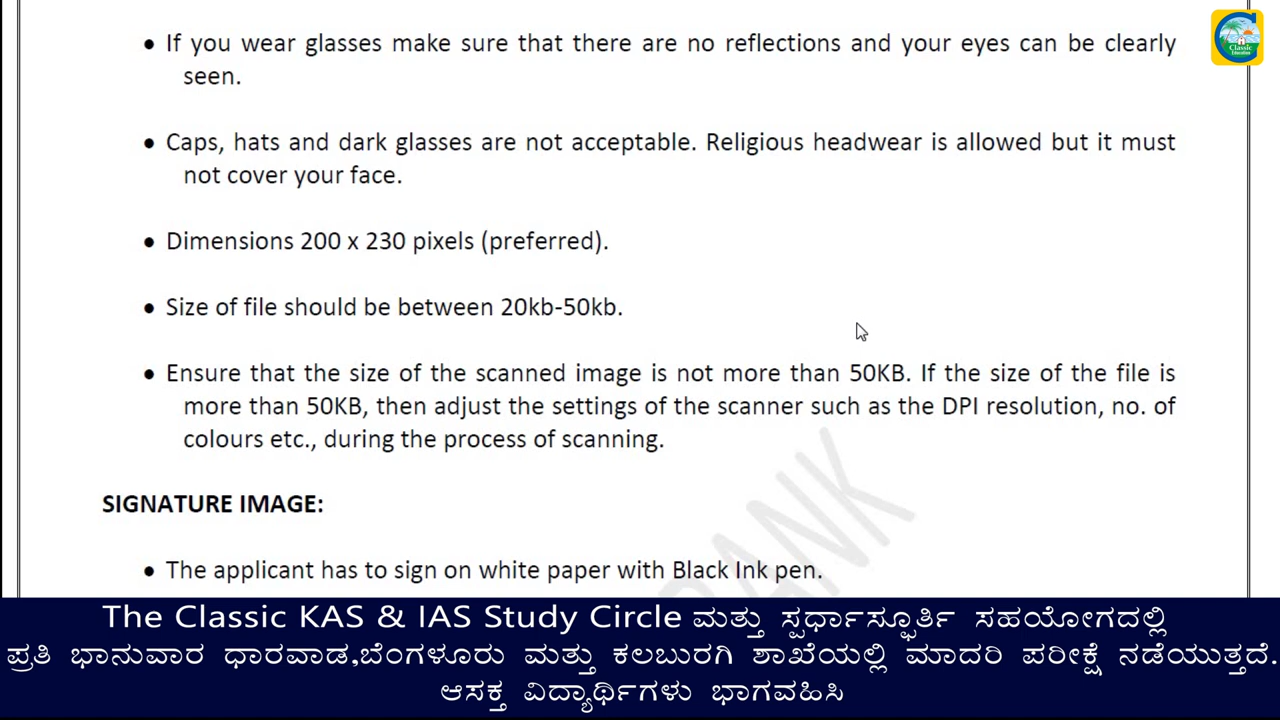 • If you wear glasses make sure that there are no reflections and your eyes can be clearly
seen.
• Caps, hats and dark glasses are not acceptable. Religious headwear is allowed but it must
not cover your face.
• Dimensions 200 x 230 pixels (preferred).
• Size of file should be between 20kb-50kb.
• Ensure that the size of the scanned image is not more than 50KB. If the size of the file is
more than 50KB, then adjust the settings of the scanner such as the DPI resolution, no. of
colours etc., during the process of scanning.
SIGNATURE IMAGE:
• The applicant has to sign on white paper with Black Ink pen.
BANK
The Classic KAS & IAS Study Circle ಮತ್ತು ಸ್ಪರ್ಧಾಸ್ಫೂರ್ತಿ ಸಹಯೋಗದಲ್ಲಿ
ಪ್ರತಿ ಭಾನುವಾರ ಧಾರವಾಡ,ಬೆಂಗಳೂರು ಮತ್ತು ಕಲಬುರಗಿ ಶಾಖೆಯಲ್ಲಿ ಮಾದರಿ ಪರೀಕ್ಷೆ ನಡೆಯುತ್ತದೆ.
ಆಸಕ್ತ ವಿದ್ಯಾರ್ಥಿಗಳು ಭಾಗವಹಿಸಿ
Classic
Education